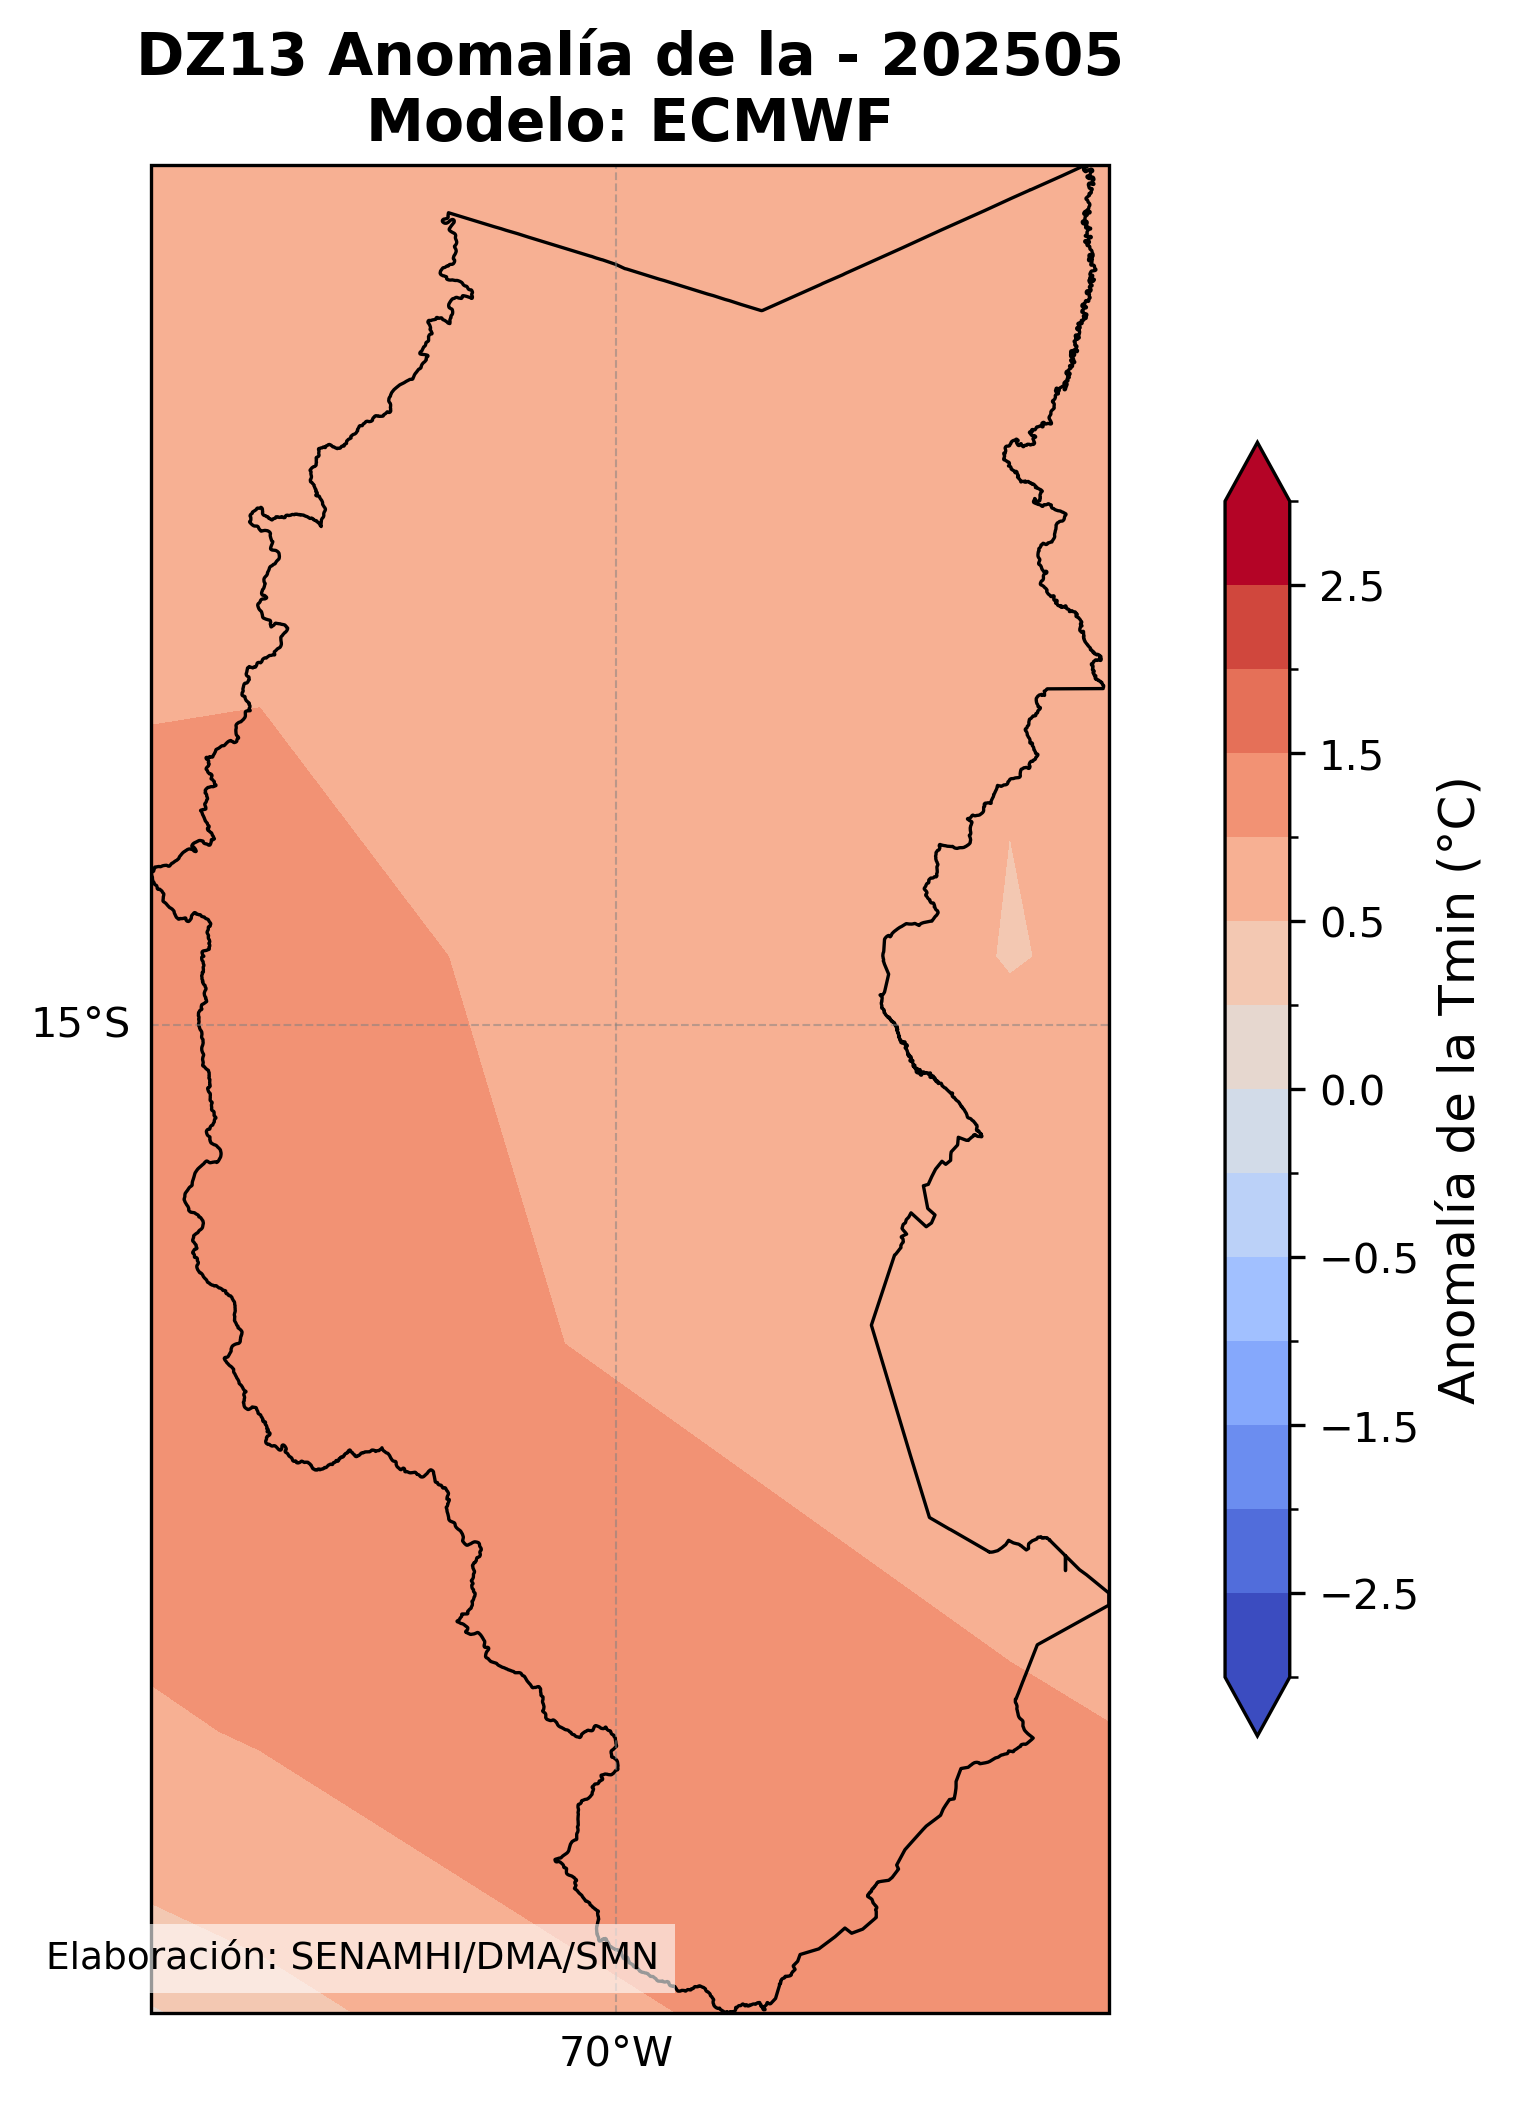 DZ13 Anomalía de la - 202505
Modelo: ECMWF
2.5
1.5
0.5
0.0
−0.5
−1.5
−2.5
Anomalía de la Tmin (°C)
15°S
Elaboración: SENAMHI/DMA/SMN
70°W